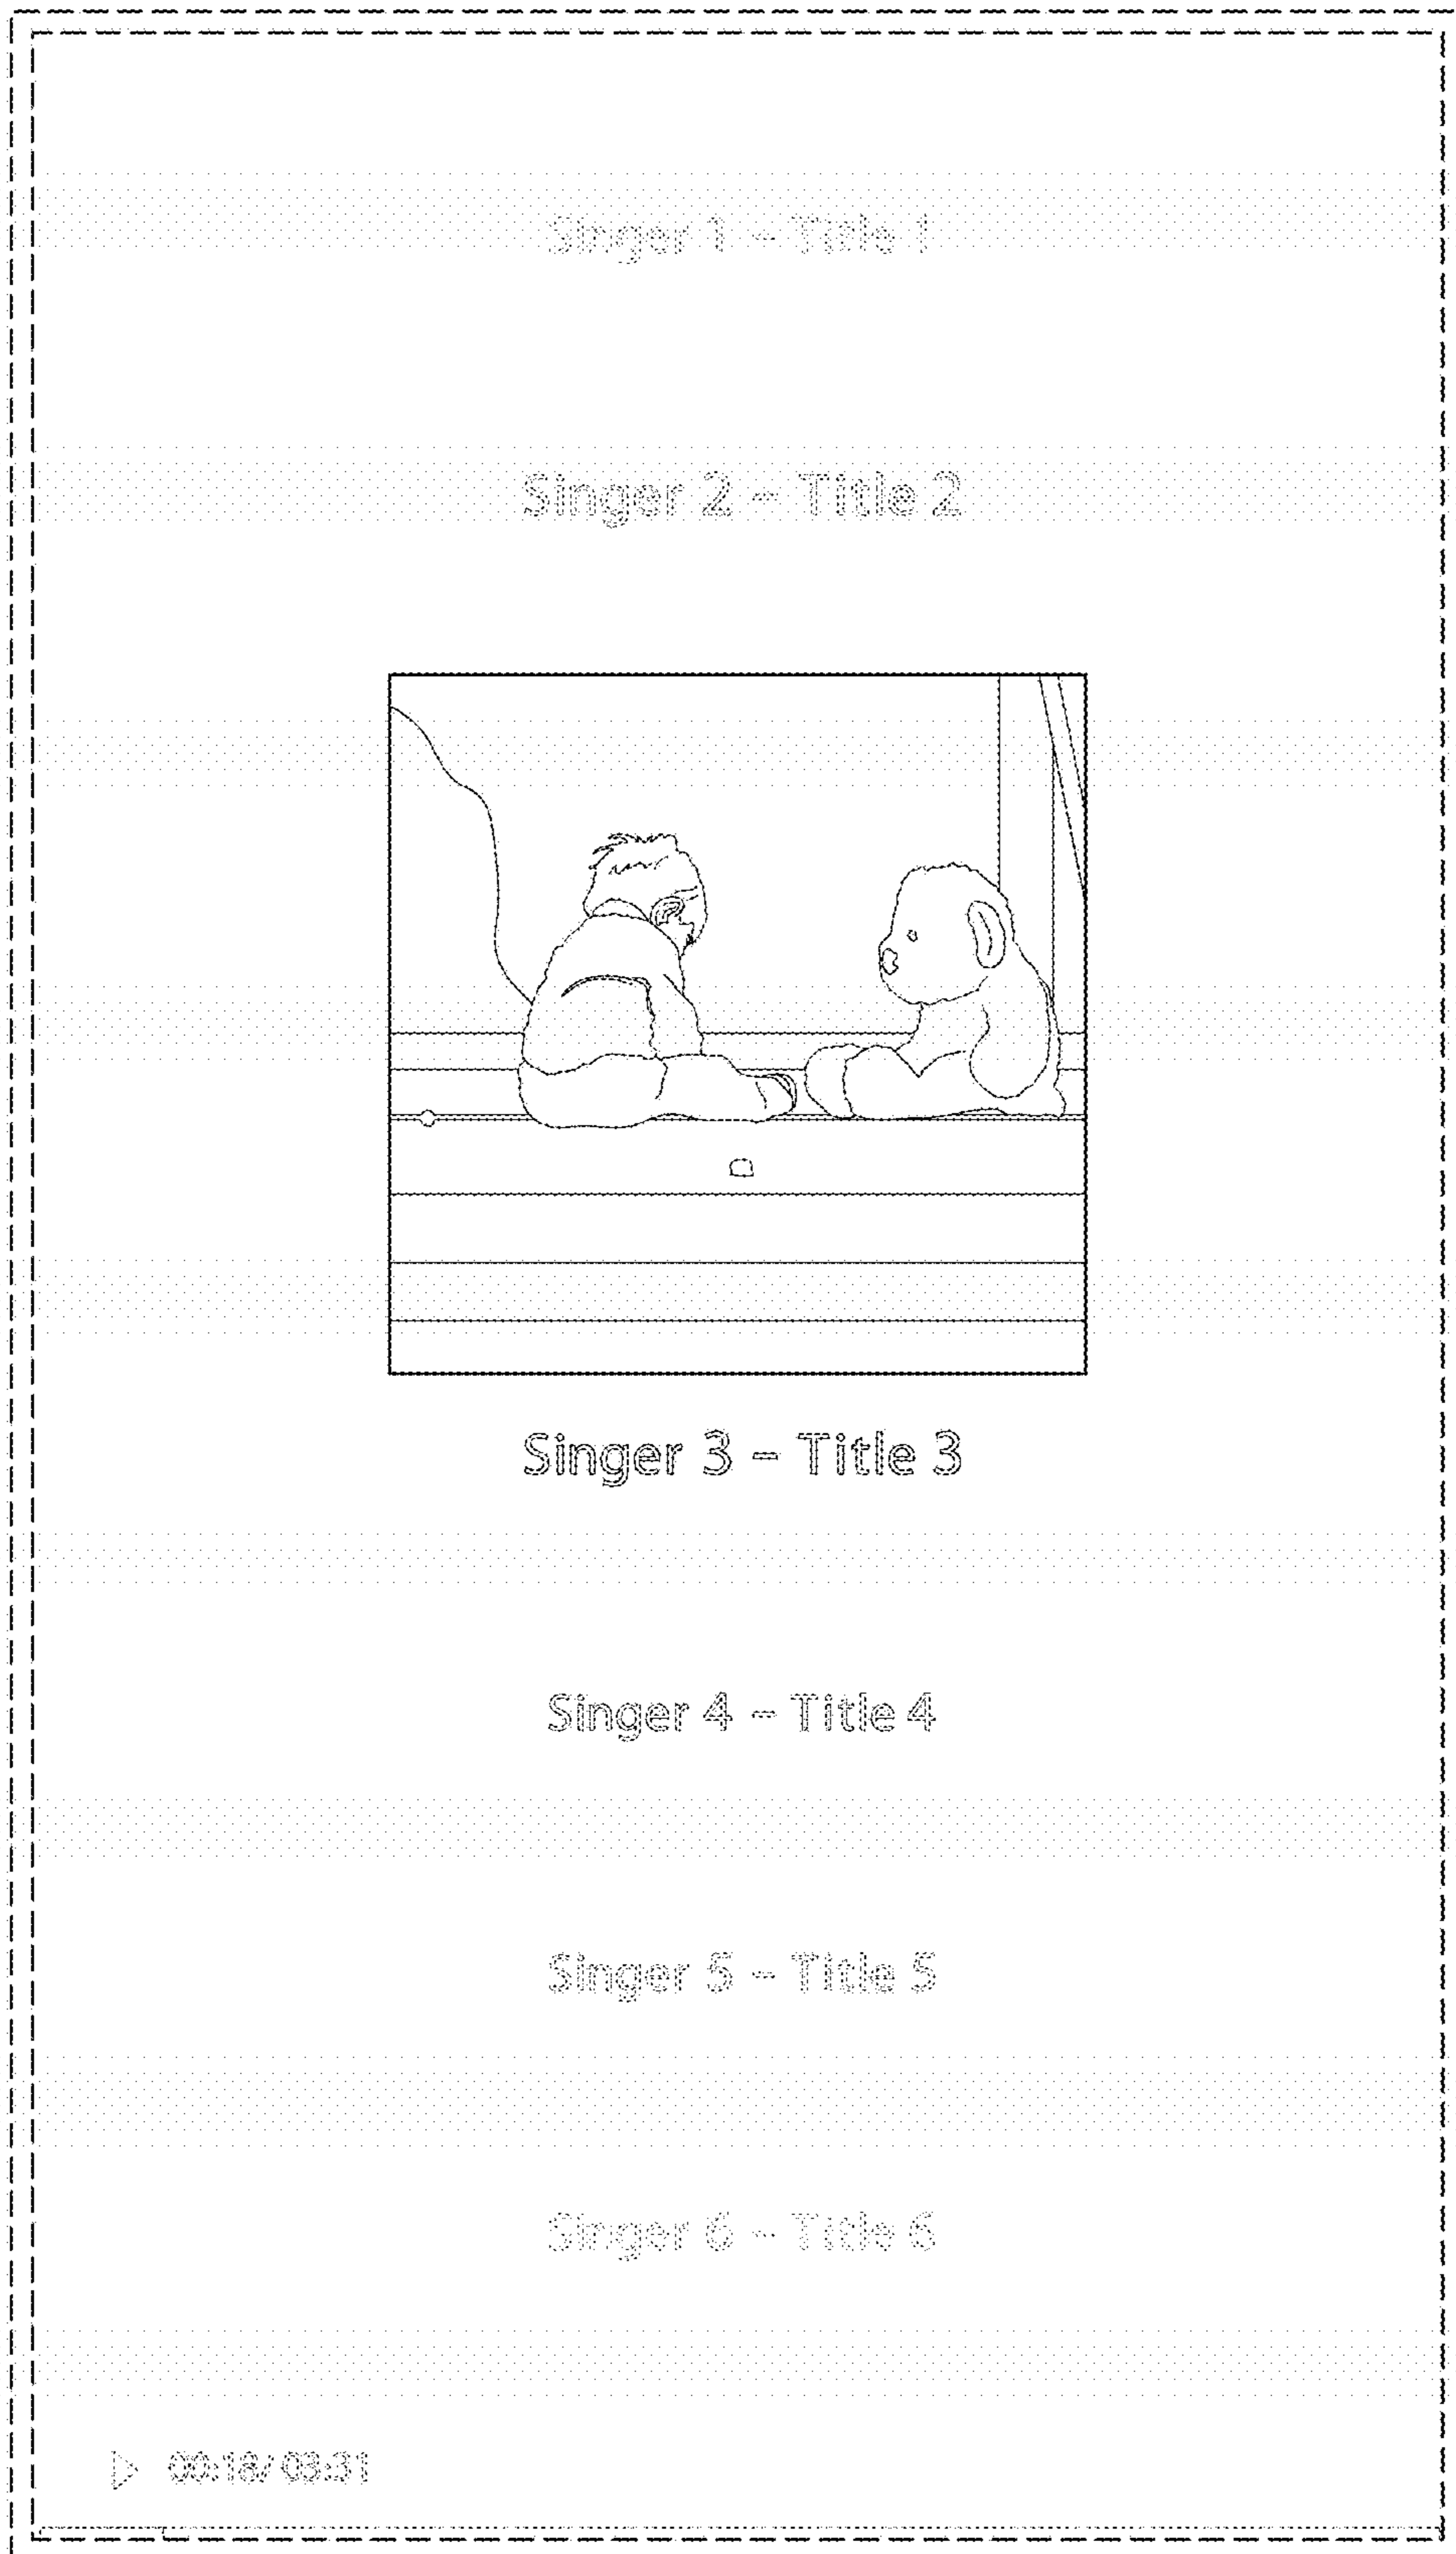 Singer 1 – Title 1
Singer 2 – Title 2
Singer 3 – Title 3
Singer 4 – Title 4
Singer 5 – Title 5
Singer 6 – Title 6
00:18/ 03:31